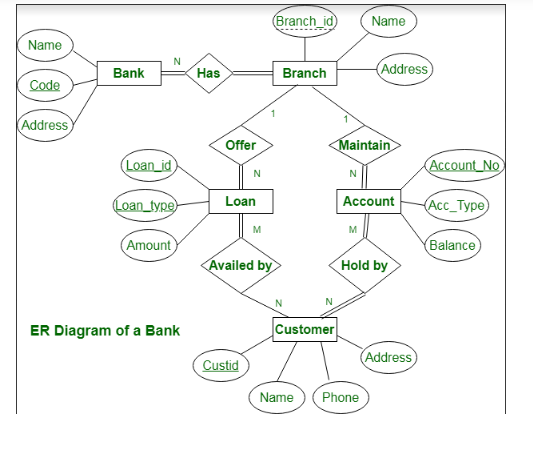 Branch_id
Name
Name
N
Bank
Has
Branch
Address
Code
Address
1
1
Offer
Maintain
Loan_id
N
N
Account_No
Loan_type
Loan
Account
Acc_Type
M
M
Amount
Balance
Availed by
Hold by
N
N
ER Diagram of a Bank
Customer
Custid
Address
Name
Phone